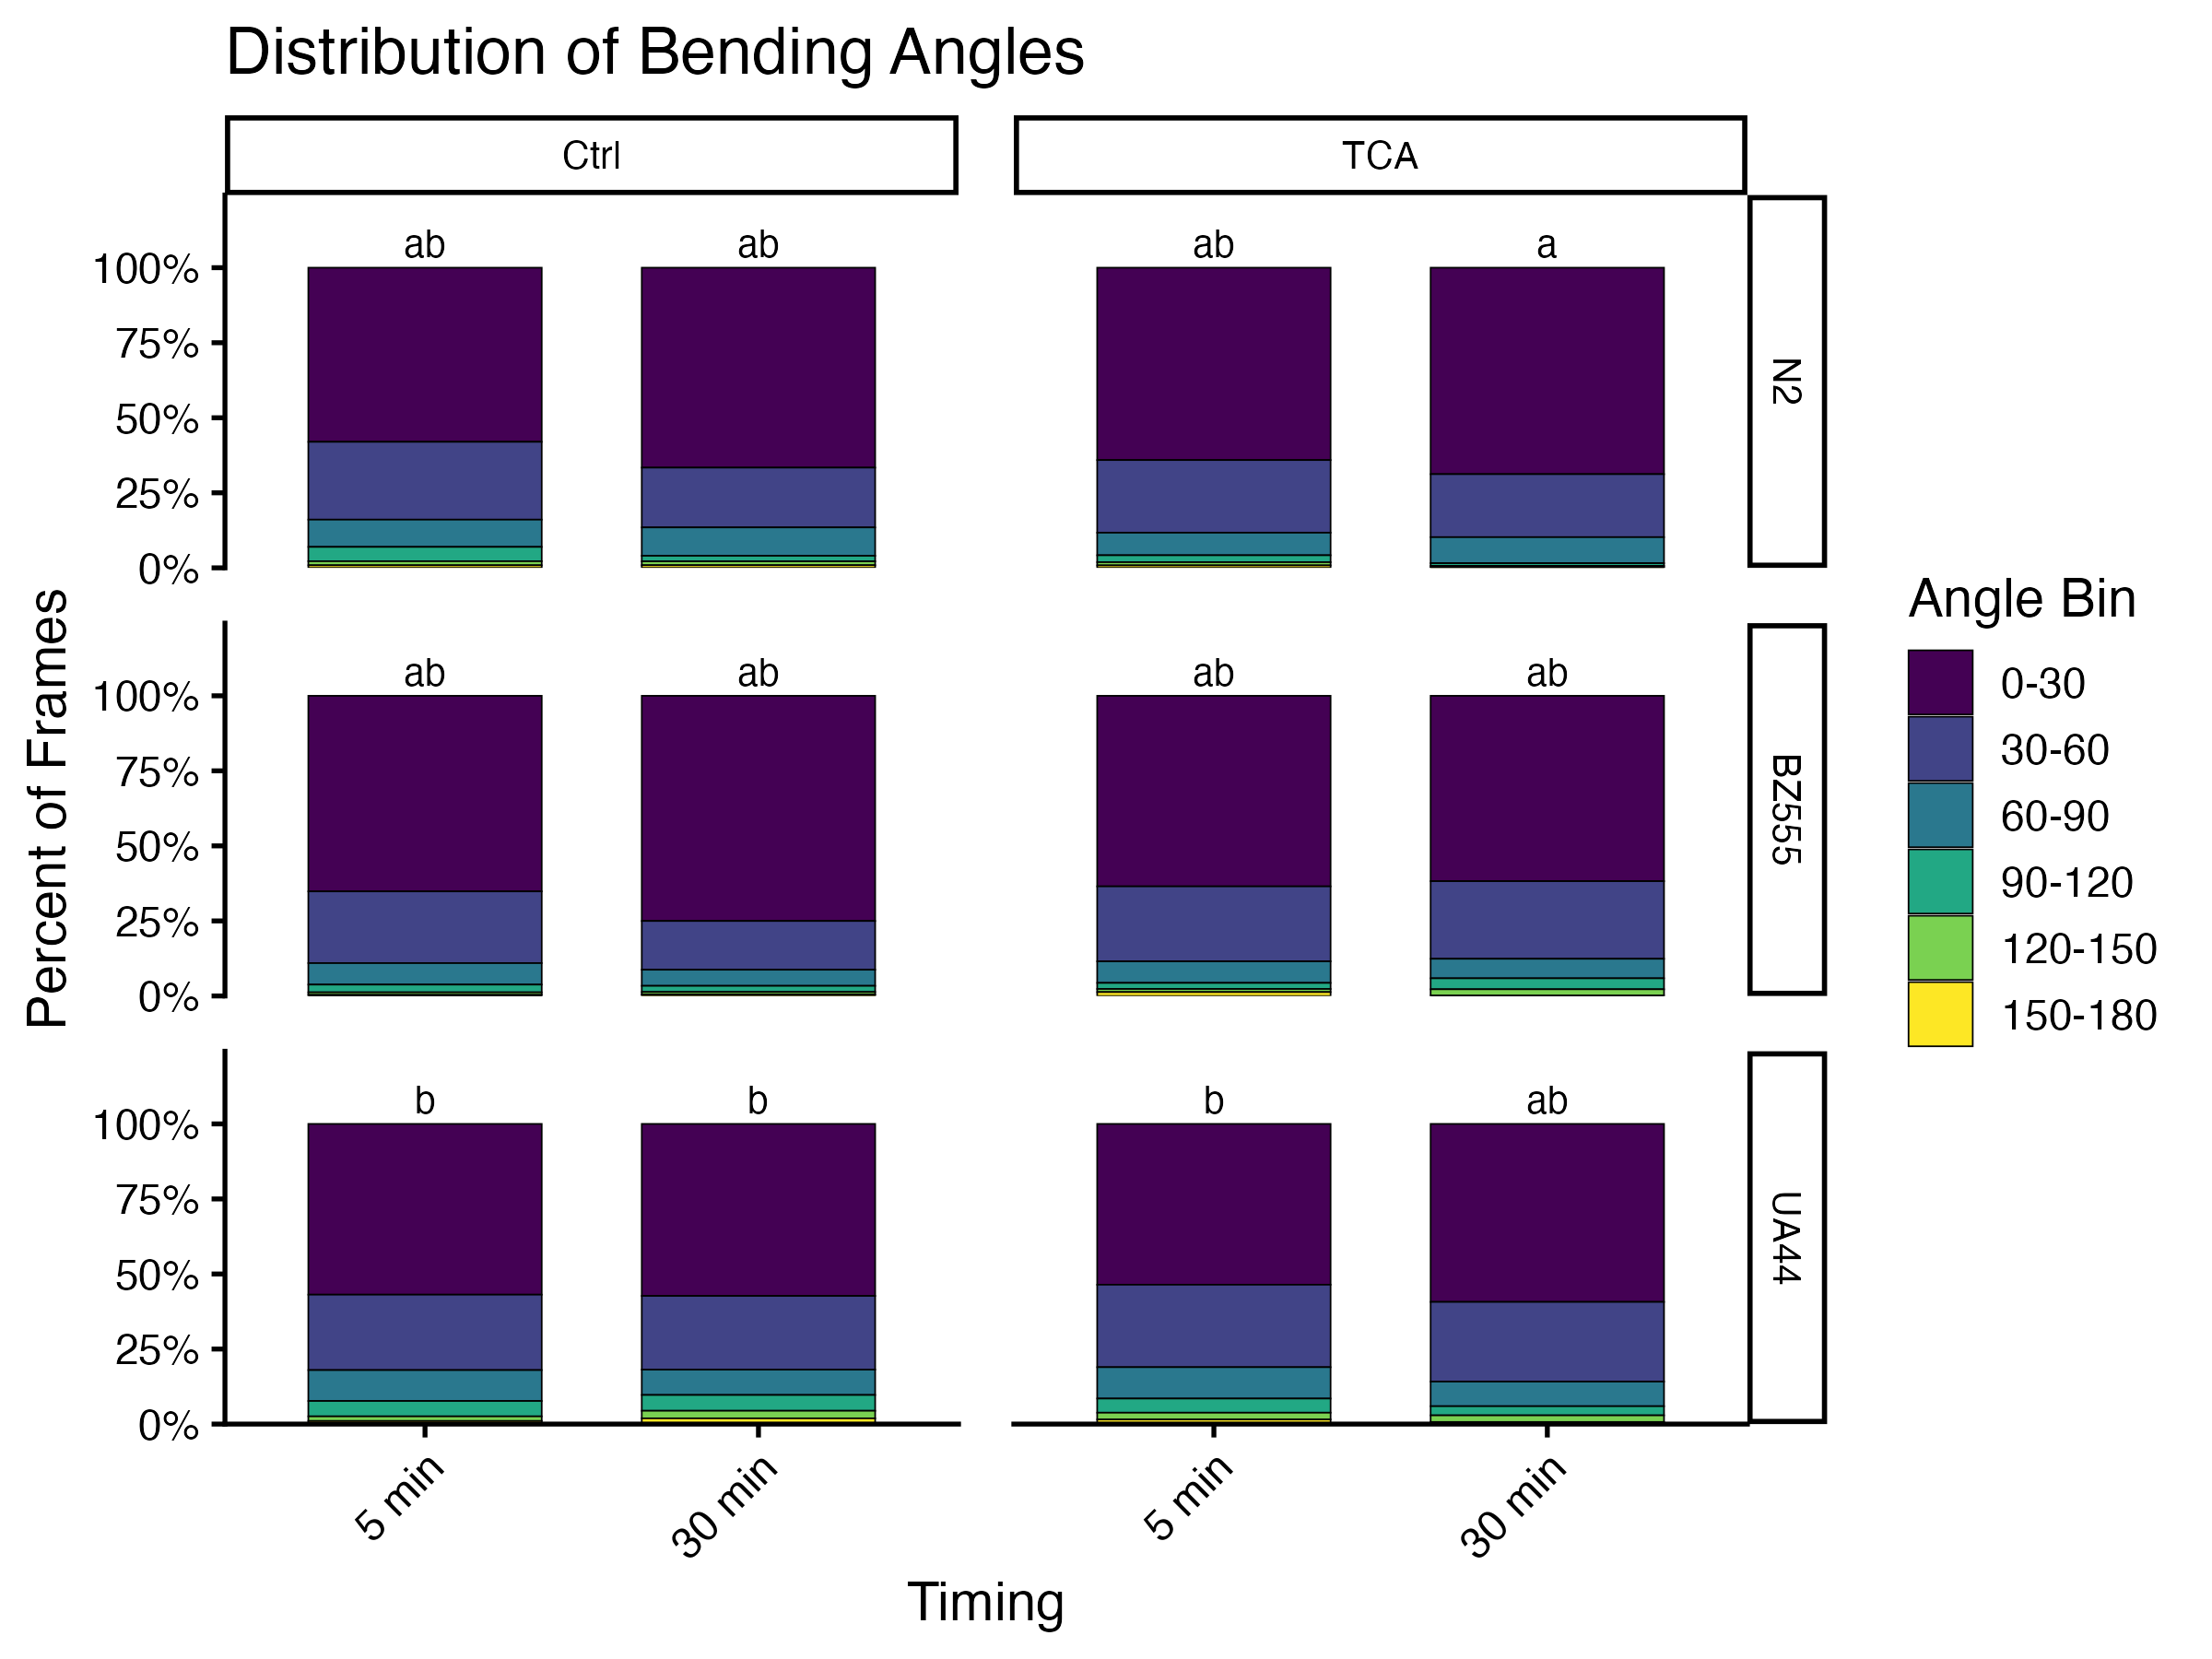 Distribution of Bending Angles
Ctrl
TCA
ab
ab
ab
a
100%
75%
50%
25%
0%
N2
ab
ab
ab
ab
100%
75%
50%
25%
0%
BZ555
b
b
b
ab
100%
75%
50%
25%
0%
UA44
5 min
30 min
5 min
30 min
Timing
Percent of Frames
Angle Bin
0-30
30-60
60-90
90-120
120-150
150-180